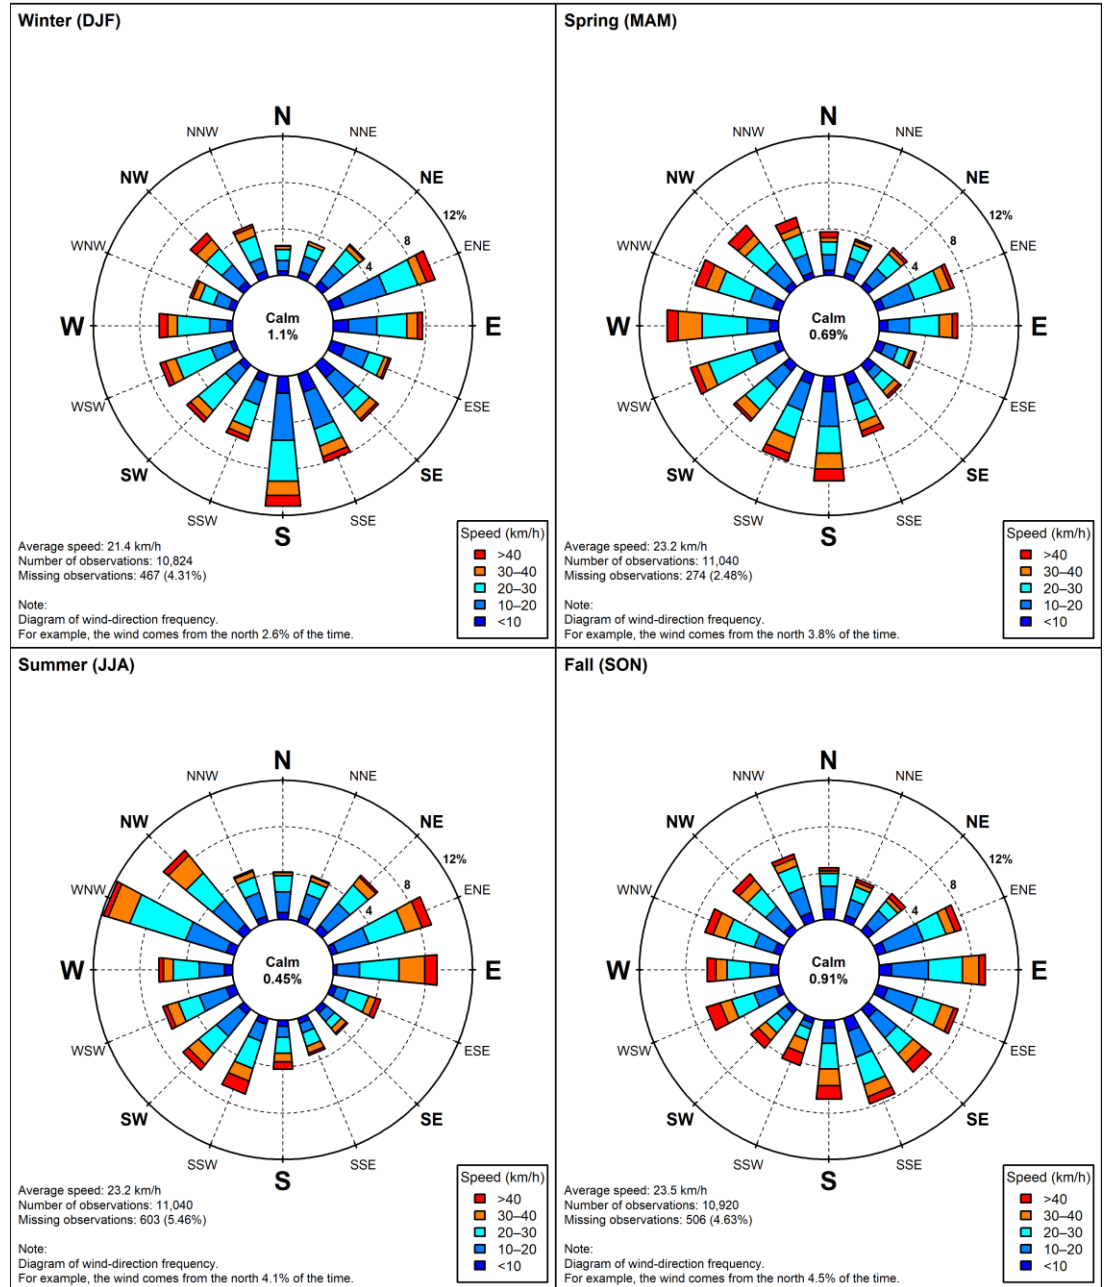 Winter (DJF)
N
NNW
NNE
NW
NE
12%
WNW
8
ENE
4
W
Calm
1.1%
E
WSW
ESE
SW
SE
SSW
SSE
S
Average speed: 21.4 km/h
Number of observations: 10,824
Missing observations: 467 (4.31%)
Note:
Diagram of wind-direction frequency.
For example, the wind comes from the north 2.6% of the time.
Speed (km/h)
>40
30–40
20–30
10–20
<10
Spring (MAM)
N
NNW
NNE
NW
NE
12%
WNW
8
ENE
4
W
Calm
0.69%
E
WSW
ESE
SW
SE
SSW
SSE
S
Average speed: 23.2 km/h
Number of observations: 11,040
Missing observations: 274 (2.48%)
Note:
Diagram of wind-direction frequency.
For example, the wind comes from the north 3.8% of the time.
Speed (km/h)
>40
30–40
20–30
10–20
<10
Summer (JJA)
N
NNW
NNE
NW
NE
12%
WNW
8
ENE
4
W
Calm
0.45%
E
WSW
ESE
SW
SE
SSW
SSE
S
Average speed: 23.2 km/h
Number of observations: 11,040
Missing observations: 603 (5.46%)
Note:
Diagram of wind-direction frequency.
For example, the wind comes from the north 4.1% of the time.
Speed (km/h)
>40
30–40
20–30
10–20
<10
Fall (SON)
N
NNW
NNE
NW
NE
12%
WNW
8
ENE
4
W
Calm
0.91%
E
WSW
ESE
SW
SE
SSW
SSE
S
Average speed: 23.5 km/h
Number of observations: 10,920
Missing observations: 506 (4.63%)
Note:
Diagram of wind-direction frequency.
For example, the wind comes from the north 4.5% of the time.
Speed (km/h)
>40
30–40
20–30
10–20
<10